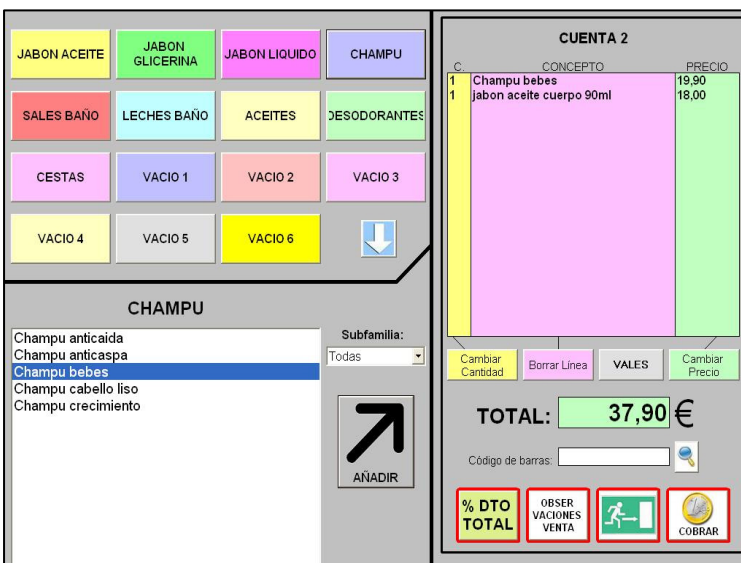 JABON ACEITE
JABON
GLICERINA
JABON LIQUIDO
CHAMPU
SALES BAÑO
LECHES BAÑO
ACEITES
DESODORANTES
CESTAS
VACIO 1
VACIO 2
VACIO 3
VACIO 4
VACIO 5
VACIO 6
CHAMPU
Champu anticaida
Champu anticaspa
Champu bebes
Champu cabello liso
Champu crecimiento
Subfamilia:
Todas
AÑADIR
CUENTA 2
C. CONCEPTO PRECIO
1 Champu bebes 19,90
1 jabon aceite cuerpo 90ml 18,00
Cambiar
Cantidad
Borrar Línea
VALES
Cambiar
Precio
TOTAL: 37,90 €
Código de barras:
% DTO
TOTAL
OBSER
VACIONES
VENTA
COBRAR